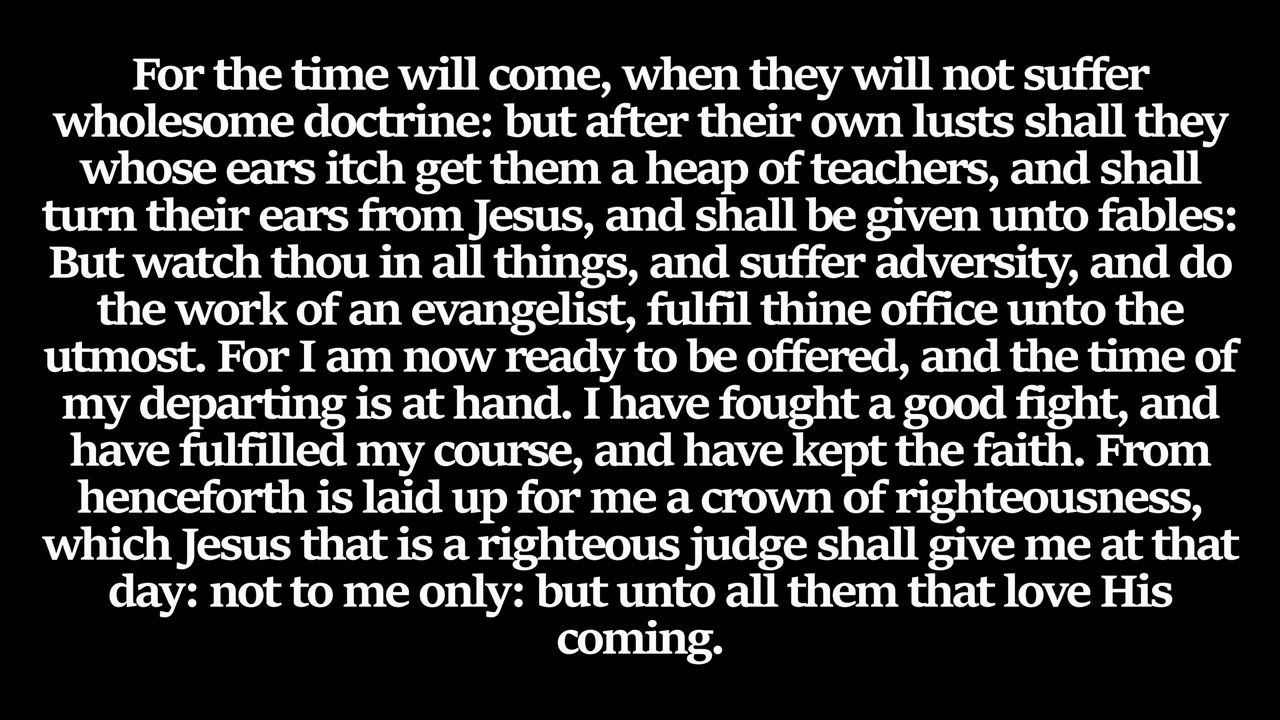 For the time will come, when they will not suffer
wholesome doctrine: but after their own lusts shall they
whose ears itch get them a heap of teachers, and shall
turn their ears from Jesus, and shall be given unto fables:
But watch thou in all things, and suffer adversity, and do
the work of an evangelist, fulfil thine office unto the
utmost. For I am now ready to be offered, and the time of
my departing is at hand. I have fought a good fight, and
have fulfilled my course, and have kept the faith. From
henceforth is laid up for me a crown of righteousness,
which Jesus that is a righteous judge shall give me at that
day: not to me only: but unto all them that love His
coming.